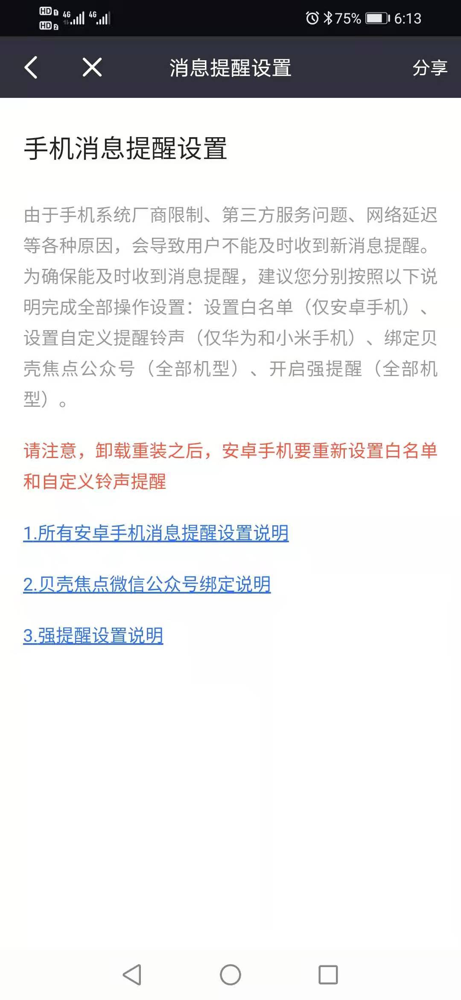 HD 1 4G 4G 75% 6:13
HD 2
消息提醒设置 分享
手机消息提醒设置
由于手机系统厂商限制、第三方服务问题、网络延迟
等各种原因，会导致用户不能及时收到新消息提醒。
为确保能及时收到消息提醒，建议您分别按照以下说
明完成全部操作设置：设置白名单（仅安卓手机）、
设置自定义提醒铃声（仅华为和小米手机）、绑定贝
壳焦点公众号（全部机型）、开启强提醒（全部机
型）。
请注意，卸载重装之后，安卓手机要重新设置白名单
和自定义铃声提醒
1.所有安卓手机消息提醒设置说明
2.贝壳焦点微信公众号绑定说明
3.强提醒设置说明